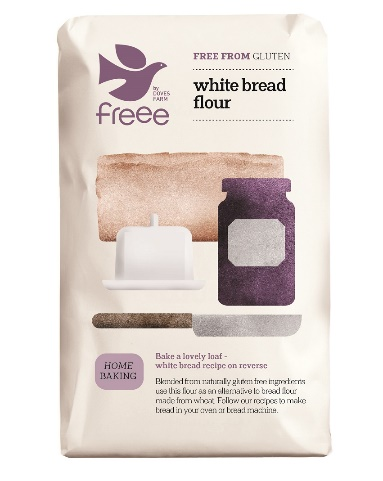 FREE FROM GLUTEN
white bread
flour
by
DOVES
FARM
freee
HOME
BAKING
Bake a lovely loaf -
white bread recipe on reverse
Blended from naturally gluten free ingredients
use this flour as an alternative to bread flour
made from wheat. Follow our recipes to make
bread in your oven or bread machine.